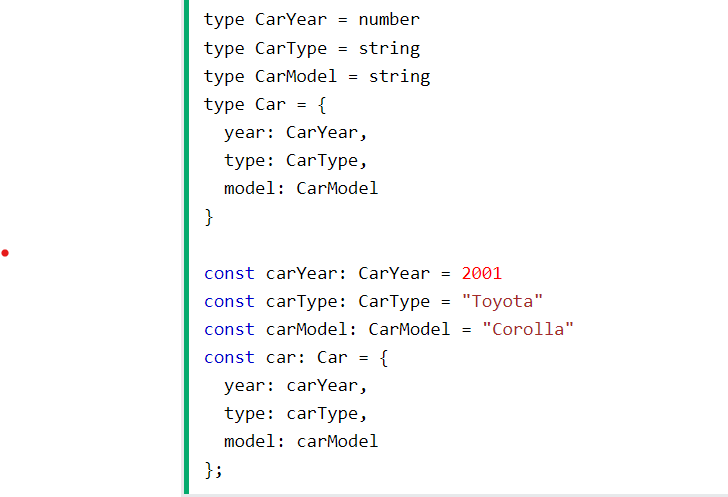 type CarYear = number
type CarType = string
type CarModel = string
type Car = {
  year: CarYear,
  type: CarType,
  model: CarModel
}

const carYear: CarYear = 2001
const carType: CarType = "Toyota"
const carModel: CarModel = "Corolla"
const car: Car = {
  year: carYear,
  type: carType,
  model: carModel
};